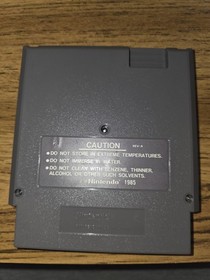 CAUTION
•DO NOT STORE IN EXTREME TEMPERATURES.
•DO NOT IMMERSE IN WATER.
•DO NOT CLEAN WITH BENZENE, THINNER,
ALCOHOL OR OTHER SUCH SOLVENTS.
Nintendo 1985